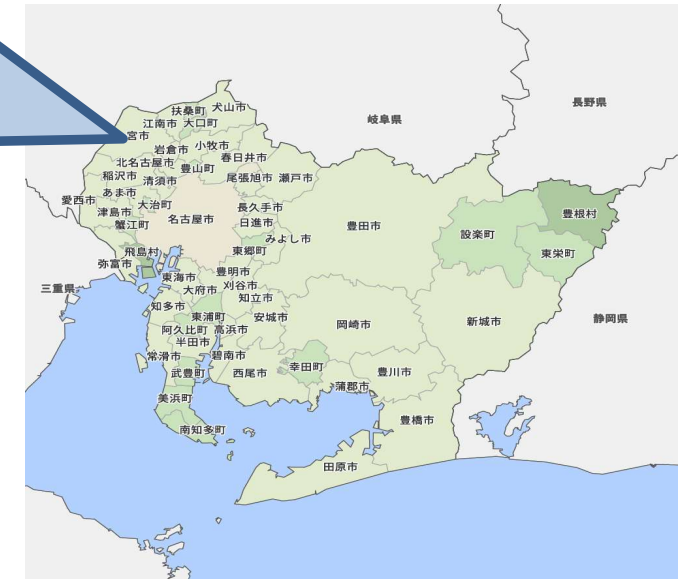 長野県
岐阜県
扶桑町
犬山市
江南市
大口町
宮市
岩倉市
小牧市
北名古屋市
春日井市
稲沢市
清須市
豊山町
尾張旭市
瀬戸市
あま市
愛西市
津島市
大治町
長久手市
豊根村
蟹江町
名古屋市
日進市
豊田市
設楽町
みよし市
東郷町
東栄町
飛島村
弥富市
豊明市
東海市
刈谷市
三重県
大府市
知立市
知多市
東浦町
安城市
岡崎市
新城市
静岡県
阿久比町
高浜市
半田市
常滑市
碧南市
武豊町
西尾市
幸田町
豊川市
蒲郡市
美浜町
豊橋市
南知多町
田原市